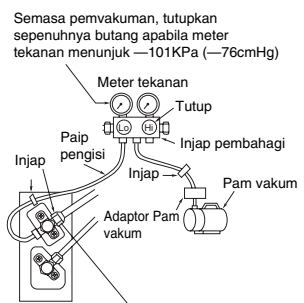 Semasa pemvakuman, tutupkan
sepenuhnya butang apabila meter
tekanan menunjuk —101KPa (—76cmHg)
Meter tekanan
Lo
Hi
Tutup
Paip
pengisi
Injap pembahagi
Injap
Injap
Pam vakum
Adaptor Pam
vakum